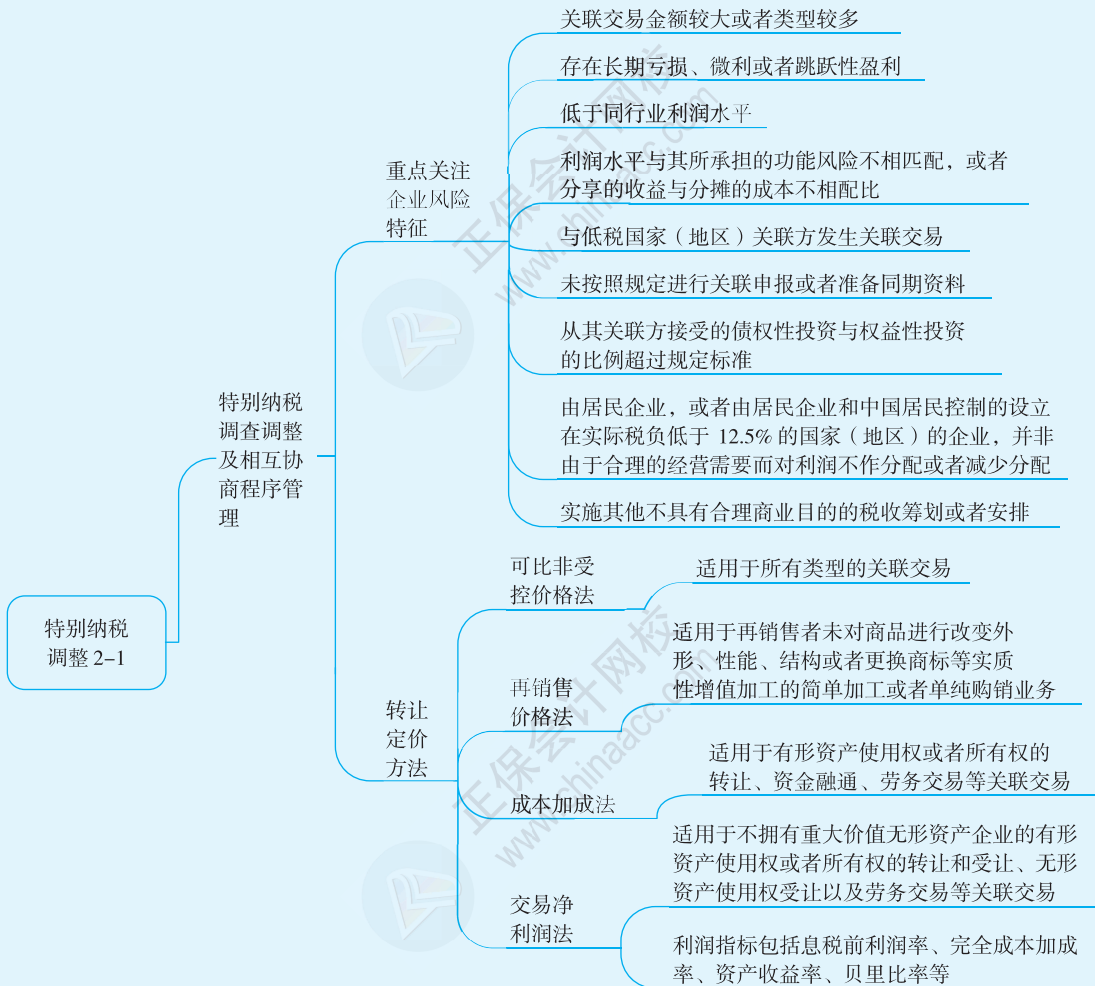 关联交易金额较大或者类型较多
存在长期亏损、微利或者跳跃性盈利
低于同行业利润水平
重点关注
企业风险
特征
利润水平与其所承担的功能风险不相匹配，或者
分享的收益与分摊的成本不相配比
与低税国家（地区）关联方发生关联交易
未按照规定进行关联申报或者准备同期资料
从其关联方接受的债权性投资与权益性投资
的比例超过规定标准
特别纳税
调查调整
及相互协
商程序管
理
由居民企业，或者由居民企业和中国居民控制的设立
在实际税负低于 12.5% 的国家（地区）的企业，并非
由于合理的经营需要而对利润不作分配或者减少分配
实施其他不具有合理商业目的的税收筹划或者安排
特别纳税
调整 2-1
转让
定价
方法
可比非受
控价格法
适用于所有类型的关联交易
再销售
价格法
适用于再销售者未对商品进行改变外
形、性能、结构或者更换商标等实质
性增值加工的简单加工或者单纯购销业务
成本加成法
适用于有形资产使用权或者所有权的
转让、资金融通、劳务交易等关联交易
交易净
利润法
适用于不拥有重大价值无形资产企业的有形
资产使用权或者所有权的转让和受让、无形
资产使用权受让以及劳务交易等关联交易
利润指标包括息税前利润率、完全成本加成
率、资产收益率、贝里比率等
正保会计网校
www.chinaacc.com
正保会计网校
www.chinaacc.com